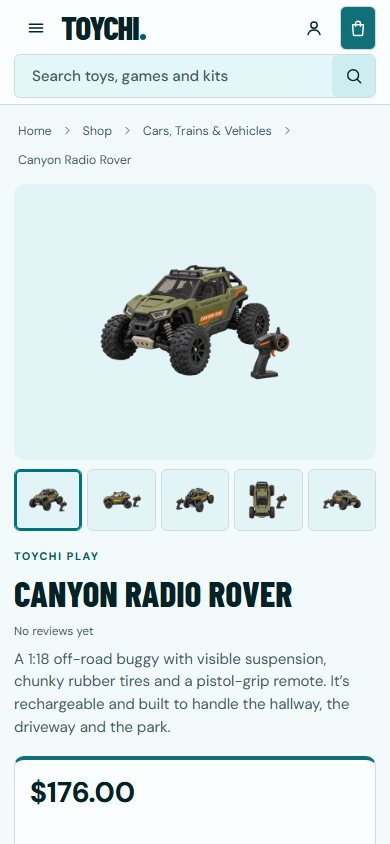 TOYCHI.
Search toys, games and kits
Home > Shop > Cars, Trains & Vehicles >
Canyon Radio Rover
TOYCHI PLAY
CANYON RADIO ROVER
No reviews yet
A 1:18 off-road buggy with visible suspension,
chunky rubber tires and a pistol-grip remote. It’s
rechargeable and built to handle the hallway, the
driveway and the park.
$176.00